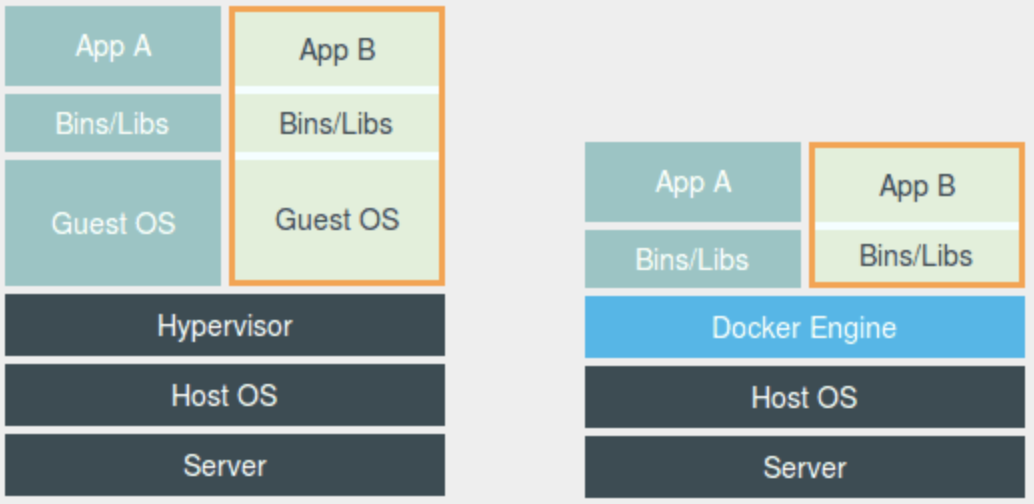 App A
App B
Bins/Libs
Bins/Libs
Guest OS
Guest OS
Hypervisor
Host OS
Server
App A
App B
Bins/Libs
Bins/Libs
Docker Engine
Host OS
Server